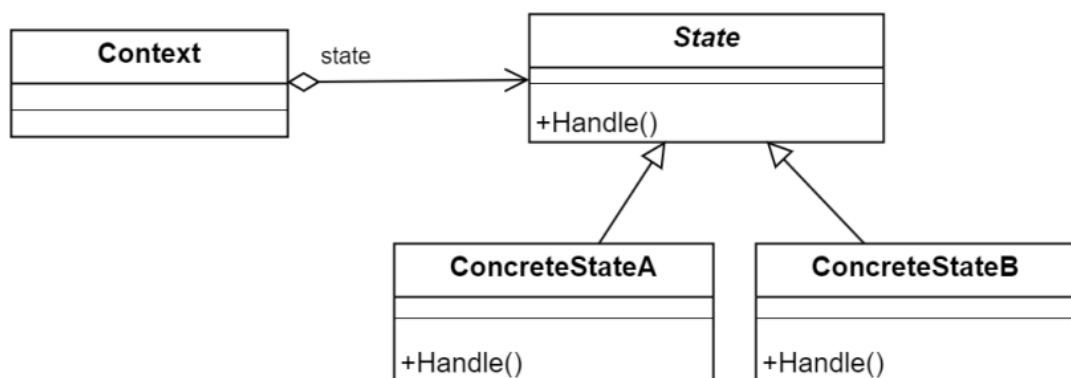 Context
state
State
+Handle()
ConcreteStateA
+Handle()
ConcreteStateB
+Handle()